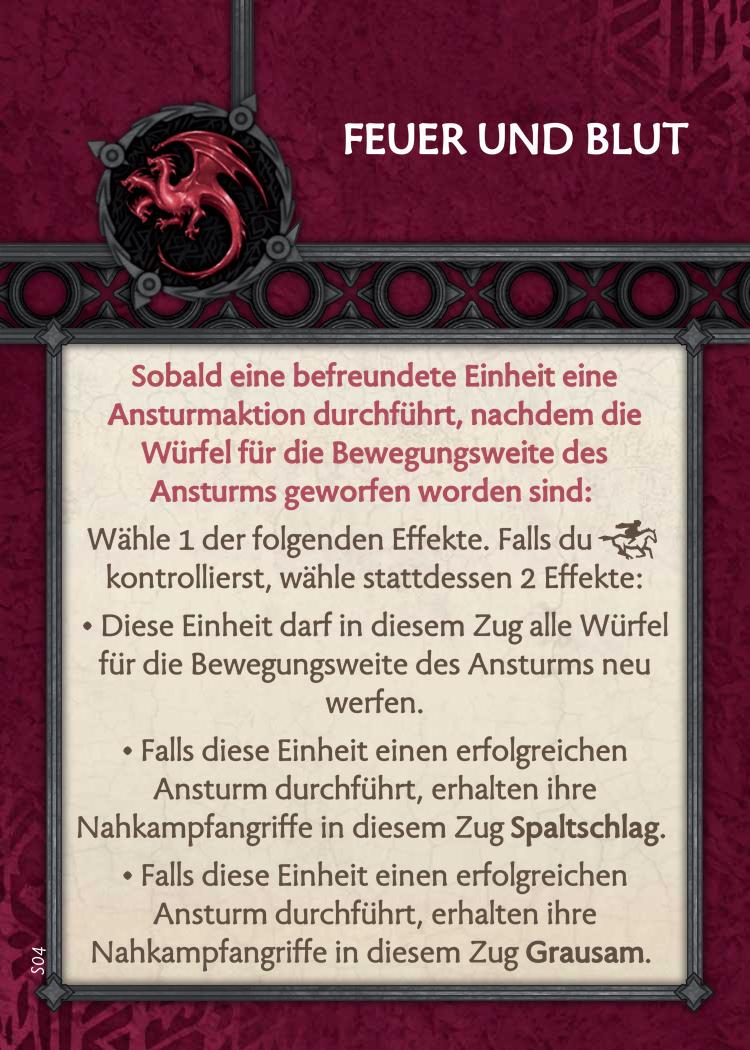 FEUER UND BLUT
Sobald eine befreundete Einheit eine
Ansturmaktion durchführt, nachdem die
Würfel für die Bewegungsweite des
Ansturms geworfen worden sind:
Wähle 1 der folgenden Effekte. Falls du
kontrollierst, wähle stattdessen 2 Effekte:
• Diese Einheit darf in diesem Zug alle Würfel
für die Bewegungsweite des Ansturms neu
werfen.
• Falls diese Einheit einen erfolgreichen
Ansturm durchführt, erhalten ihre
Nahkampfangriffe in diesem Zug Spaltschlag.
• Falls diese Einheit einen erfolgreichen
Ansturm durchführt, erhalten ihre
Nahkampfangriffe in diesem Zug Grausam.
S04